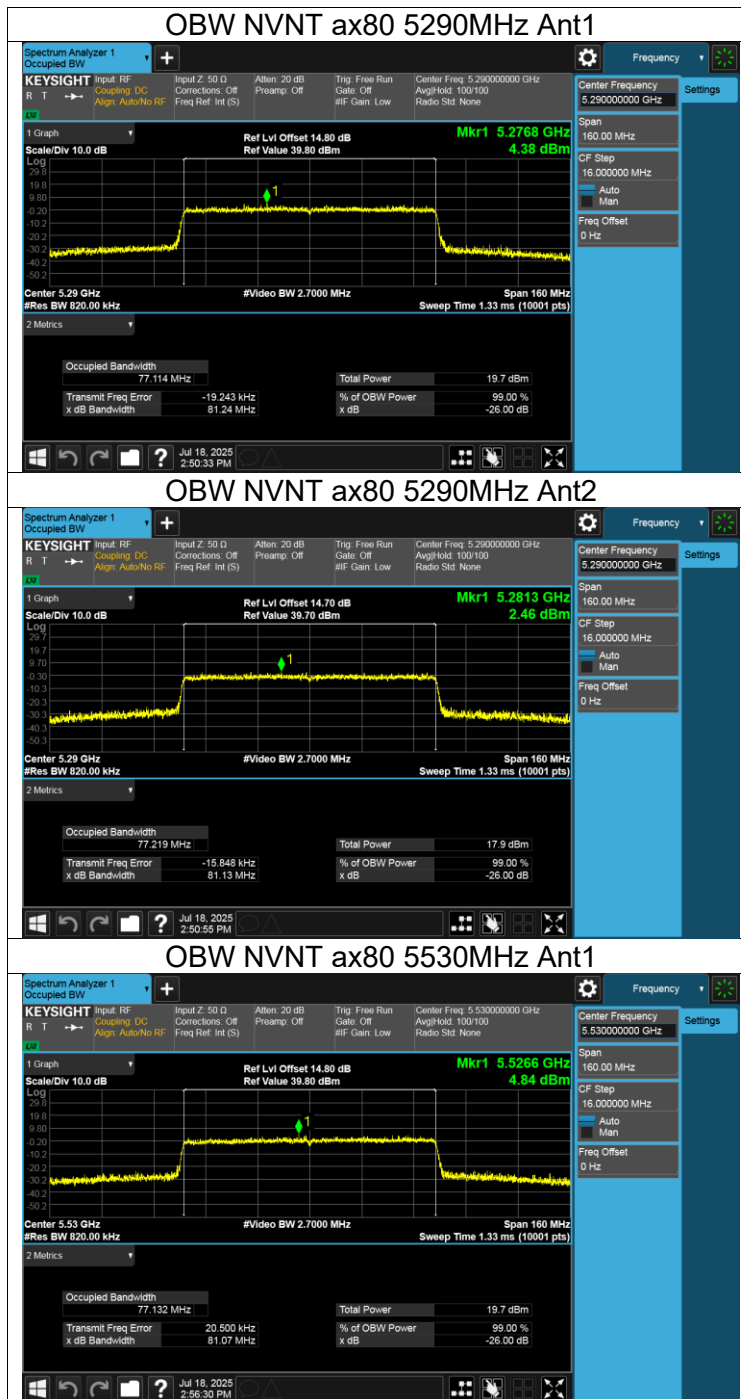 OBW NVNT ax80 5290MHz Ant1
Spectrum Analyzer 1
Occupied BW
Frequency
KEYSIGHT Input: RF Input Z: 50 Ω Atten: 20 dB Trig: Free Run Center Freq: 5.290000000 GHz
R T Coupling: DC Corrections: Off Preamp: Off Gate: Off Avg|Hold: 100/100
Align: Auto/No RF Freq Ref: Int (S) #IF Gain: Low Radio Std: None
LXI
Center Frequency
5.290000000 GHz
Settings
Span
160.00 MHz
CF Step
16.000000 MHz
Auto
Man
Freq Offset
0 Hz
1 Graph
Ref Lvl Offset 14.80 dB
Mkr1 5.2768 GHz
Scale/Div 10.0 dB
Ref Value 39.80 dBm
4.38 dBm
Log
29.8
19.8
9.80
-0.20
-10.2
-20.2
-30.2
-40.2
-50.2
1
Center 5.29 GHz #Video BW 2.7000 MHz Span 160 MHz
#Res BW 820.00 kHz Sweep Time 1.33 ms (10001 pts)
2 Metrics
Occupied Bandwidth
77.114 MHz Total Power 19.7 dBm
Transmit Freq Error -19.243 kHz % of OBW Power 99.00 %
x dB Bandwidth 81.24 MHz x dB -26.00 dB
?
Jul 18, 2025
2:50:33 PM
OBW NVNT ax80 5290MHz Ant2
Spectrum Analyzer 1
Occupied BW
Frequency
KEYSIGHT Input: RF Input Z: 50 Ω Atten: 20 dB Trig: Free Run Center Freq: 5.290000000 GHz
R T Coupling: DC Corrections: Off Preamp: Off Gate: Off Avg|Hold: 100/100
Align: Auto/No RF Freq Ref: Int (S) #IF Gain: Low Radio Std: None
LXI
Center Frequency
5.290000000 GHz
Settings
Span
160.00 MHz
CF Step
16.000000 MHz
Auto
Man
Freq Offset
0 Hz
1 Graph
Ref Lvl Offset 14.70 dB
Mkr1 5.2813 GHz
Scale/Div 10.0 dB
Ref Value 39.70 dBm
2.46 dBm
Log
29.7
19.7
9.70
-0.30
-10.3
-20.3
-30.3
-40.3
-50.3
1
Center 5.29 GHz #Video BW 2.7000 MHz Span 160 MHz
#Res BW 820.00 kHz Sweep Time 1.33 ms (10001 pts)
2 Metrics
Occupied Bandwidth
77.219 MHz Total Power 17.9 dBm
Transmit Freq Error -15.848 kHz % of OBW Power 99.00 %
x dB Bandwidth 81.13 MHz x dB -26.00 dB
?
Jul 18, 2025
2:50:55 PM
OBW NVNT ax80 5530MHz Ant1
Spectrum Analyzer 1
Occupied BW
Frequency
KEYSIGHT Input: RF Input Z: 50 Ω Atten: 20 dB Trig: Free Run Center Freq: 5.530000000 GHz
R T Coupling: DC Corrections: Off Preamp: Off Gate: Off Avg|Hold: 100/100
Align: Auto/No RF Freq Ref: Int (S) #IF Gain: Low Radio Std: None
LXI
Center Frequency
5.530000000 GHz
Settings
Span
160.00 MHz
CF Step
16.000000 MHz
Auto
Man
Freq Offset
0 Hz
1 Graph
Ref Lvl Offset 14.80 dB
Mkr1 5.5266 GHz
Scale/Div 10.0 dB
Ref Value 39.80 dBm
4.84 dBm
Log
29.8
19.8
9.80
-0.20
-10.2
-20.2
-30.2
-40.2
-50.2
1
Center 5.53 GHz #Video BW 2.7000 MHz Span 160 MHz
#Res BW 820.00 kHz Sweep Time 1.33 ms (10001 pts)
2 Metrics
Occupied Bandwidth
77.132 MHz Total Power 19.7 dBm
Transmit Freq Error 20.500 kHz % of OBW Power 99.00 %
x dB Bandwidth 81.07 MHz x dB -26.00 dB
?
Jul 18, 2025
2:56:30 PM